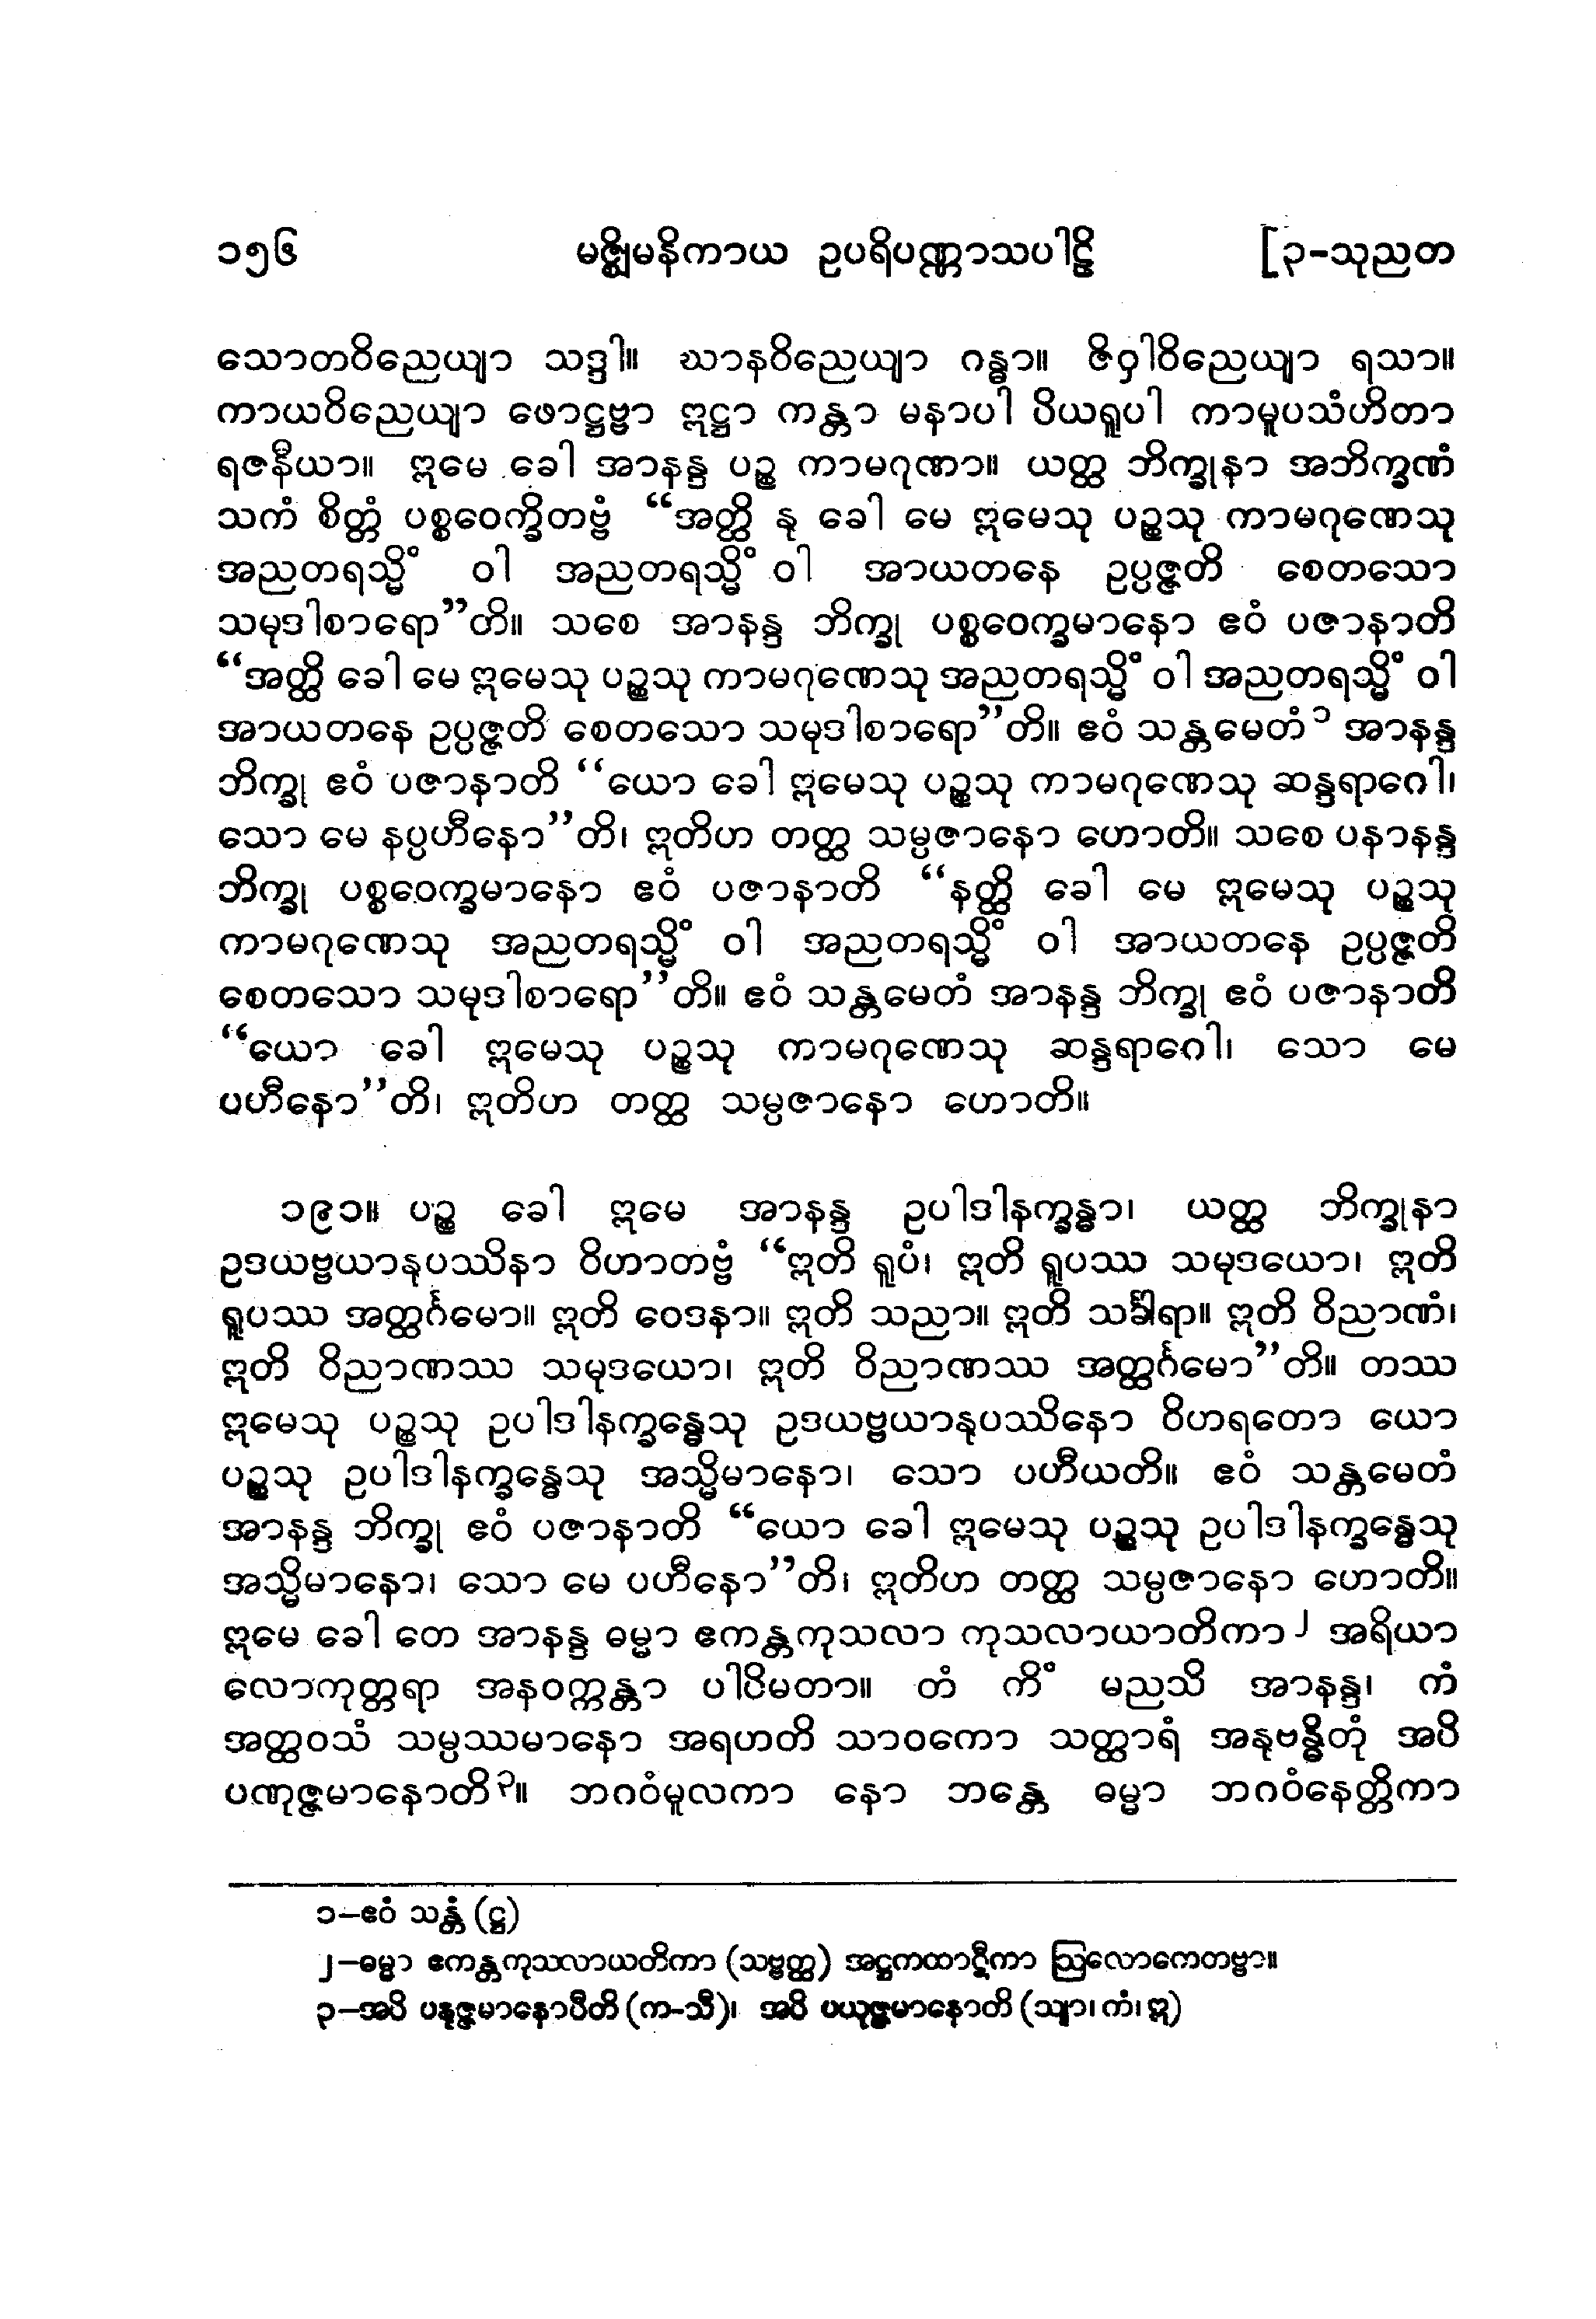 ၁၅၆ မဇ္ဈိမနိကာယ ဥပရိပဏ္ဏာသပါဠိ [၃-သုညတ
သောတဝိညေယျာ သဒ္ဒါ။ ဃာနဝိညေယျာ ဂန္ဓာ။ ဇိဝှါဝိညေယျာ ရသာ။
ကာယဝိညေယျာ ဖောဋ္ဌဗ္ဗာ ဣဋ္ဌာ ကန္တာ မနာပါ ပိယရူပါ ကာမူပသံဟိတာ
ရဇနီယာ။ ဣမေ ခေါ အာနန္ဒ ပဉ္စ ကာမဂုဏာ။ ယတ္ထ ဘိက္ခုနာ အဘိက္ခဏံ
သကံ စိတ္တံ ပစ္စဝေက္ခိတဗ္ဗံ “အတ္ထိ နု ခေါ မေ ဣမေသု ပဉ္စသု ကာမဂုဏေသု
အညတရသ္မိံ ဝါ အညတရသ္မိံ ဝါ အာယတနေ ဥပ္ပဇ္ဇတိ စေတသော
သမုဒါစာရော”တိ။ သစေ အာနန္ဒ ဘိက္ခု ပစ္စဝေက္ခမာနော ဧဝံ ပဇာနာတိ
“အတ္ထိ ခေါ မေ ဣမေသု ပဉ္စသု ကာမဂုဏေသု အညတရသ္မိံ ဝါ အညတရသ္မိံ ဝါ
အာယတနေ ဥပ္ပဇ္ဇတိ စေတသော သမုဒါစာရော”တိ။ ဧဝံ သန္တမေတံ၁ အာနန္ဒ
ဘိက္ခု ဧဝံ ပဇာနာတိ “ယော ခေါ ဣမေသု ပဉ္စသု ကာမဂုဏေသု ဆန္ဒရာဂေါ၊
သော မေ နပ္ပဟီနော”တိ၊ ဣတိဟ တတ္ထ သမ္ပဇာနော ဟောတိ။ သစေ ပနာနန္ဒ
ဘိက္ခု ပစ္စဝေက္ခမာနော ဧဝံ ပဇာနာတိ “နတ္ထိ ခေါ မေ ဣမေသု ပဉ္စသု
ကာမဂုဏေသု အညတရသ္မိံ ဝါ အညတရသ္မိံ ဝါ အာယတနေ ဥပ္ပဇ္ဇတိ
စေတသော သမုဒါစာရော”တိ။ ဧဝံ သန္တမေတံ အာနန္ဒ ဘိက္ခု ဧဝံ ပဇာနာတိ
“ယော ခေါ ဣမေသု ပဉ္စသု ကာမဂုဏေသု ဆန္ဒရာဂေါ၊ သော မေ
ပဟီနော”တိ၊ ဣတိဟ တတ္ထ သမ္ပဇာနော ဟောတိ။
၁၉၁။ ပဉ္စ ခေါ ဣမေ အာနန္ဒ ဥပါဒါနက္ခန္ဓာ၊ ယတ္ထ ဘိက္ခုနာ
ဥဒယဗ္ဗယာနုပဿိနာ ဝိဟာတဗ္ဗံ “ဣတိ ရူပံ၊ ဣတိ ရူပဿ သမုဒယော၊ ဣတိ
ရူပဿ အတ္ထင်္ဂမော။ ဣတိ ဝေဒနာ။ ဣတိ သညာ။ ဣတိ သင်္ခါရာ။ ဣတိ ဝိညာဏံ၊
ဣတိ ဝိညာဏဿ သမုဒယော၊ ဣတိ ဝိညာဏဿ အတ္ထင်္ဂမော”တိ။ တဿ
ဣမေသု ပဉ္စသု ဥပါဒါနက္ခန္ဓေသု ဥဒယဗ္ဗယာနုပဿိနော ဝိဟရတော ယော
ပဉ္စသု ဥပါဒါနက္ခန္ဓေသု အသ္မိမာနော၊ သော ပဟီယတိ။ ဧဝံ သန္တမေတံ
အာနန္ဒ ဘိက္ခု ဧဝံ ပဇာနာတိ “ယော ခေါ ဣမေသု ပဉ္စသု ဥပါဒါနက္ခန္ဓေသု
အသ္မိမာနော၊ သော မေ ပဟီနော”တိ၊ ဣတိဟ တတ္ထ သမ္ပဇာနော ဟောတိ။
ဣမေ ခေါ တေ အာနန္ဒ ဓမ္မာ ဧကန္တကုသလာ ကုသလာယာတိကာ၂ အရိယာ
လောကုတ္တရာ အနဝက္ကန္တာ ပါပိမတာ။ တံ ကိံ မညသိ အာနန္ဒ၊ ကံ
အတ္ထဝသံ သမ္ပဿမာနော အရဟတိ သာဝကော သတ္ထာရံ အနုဗန္ဓိတုံ အပိ
ပဏုဇ္ဇမာနောတိ၃။ ဘဂဝံမူလကာ နော ဘန္တေ ဓမ္မာ ဘဂဝံနေတ္တိကာ
၁–ဧဝံ သန္တံ (ဋ္ဌ)
၂–ဓမ္မာ ဧကန္တကုသလာယတိကာ (သဗ္ဗတ္ထ) အဋ္ဌကထာဋီကာ ဩလောကေတဗ္ဗာ။
၃–အပိ ပနုဇ္ဇမာနောပီတိ (က-သီ)၊ အပိ ပယုဇ္ဇမာနောတိ (သျာ၊ ကံ၊ ဣ)